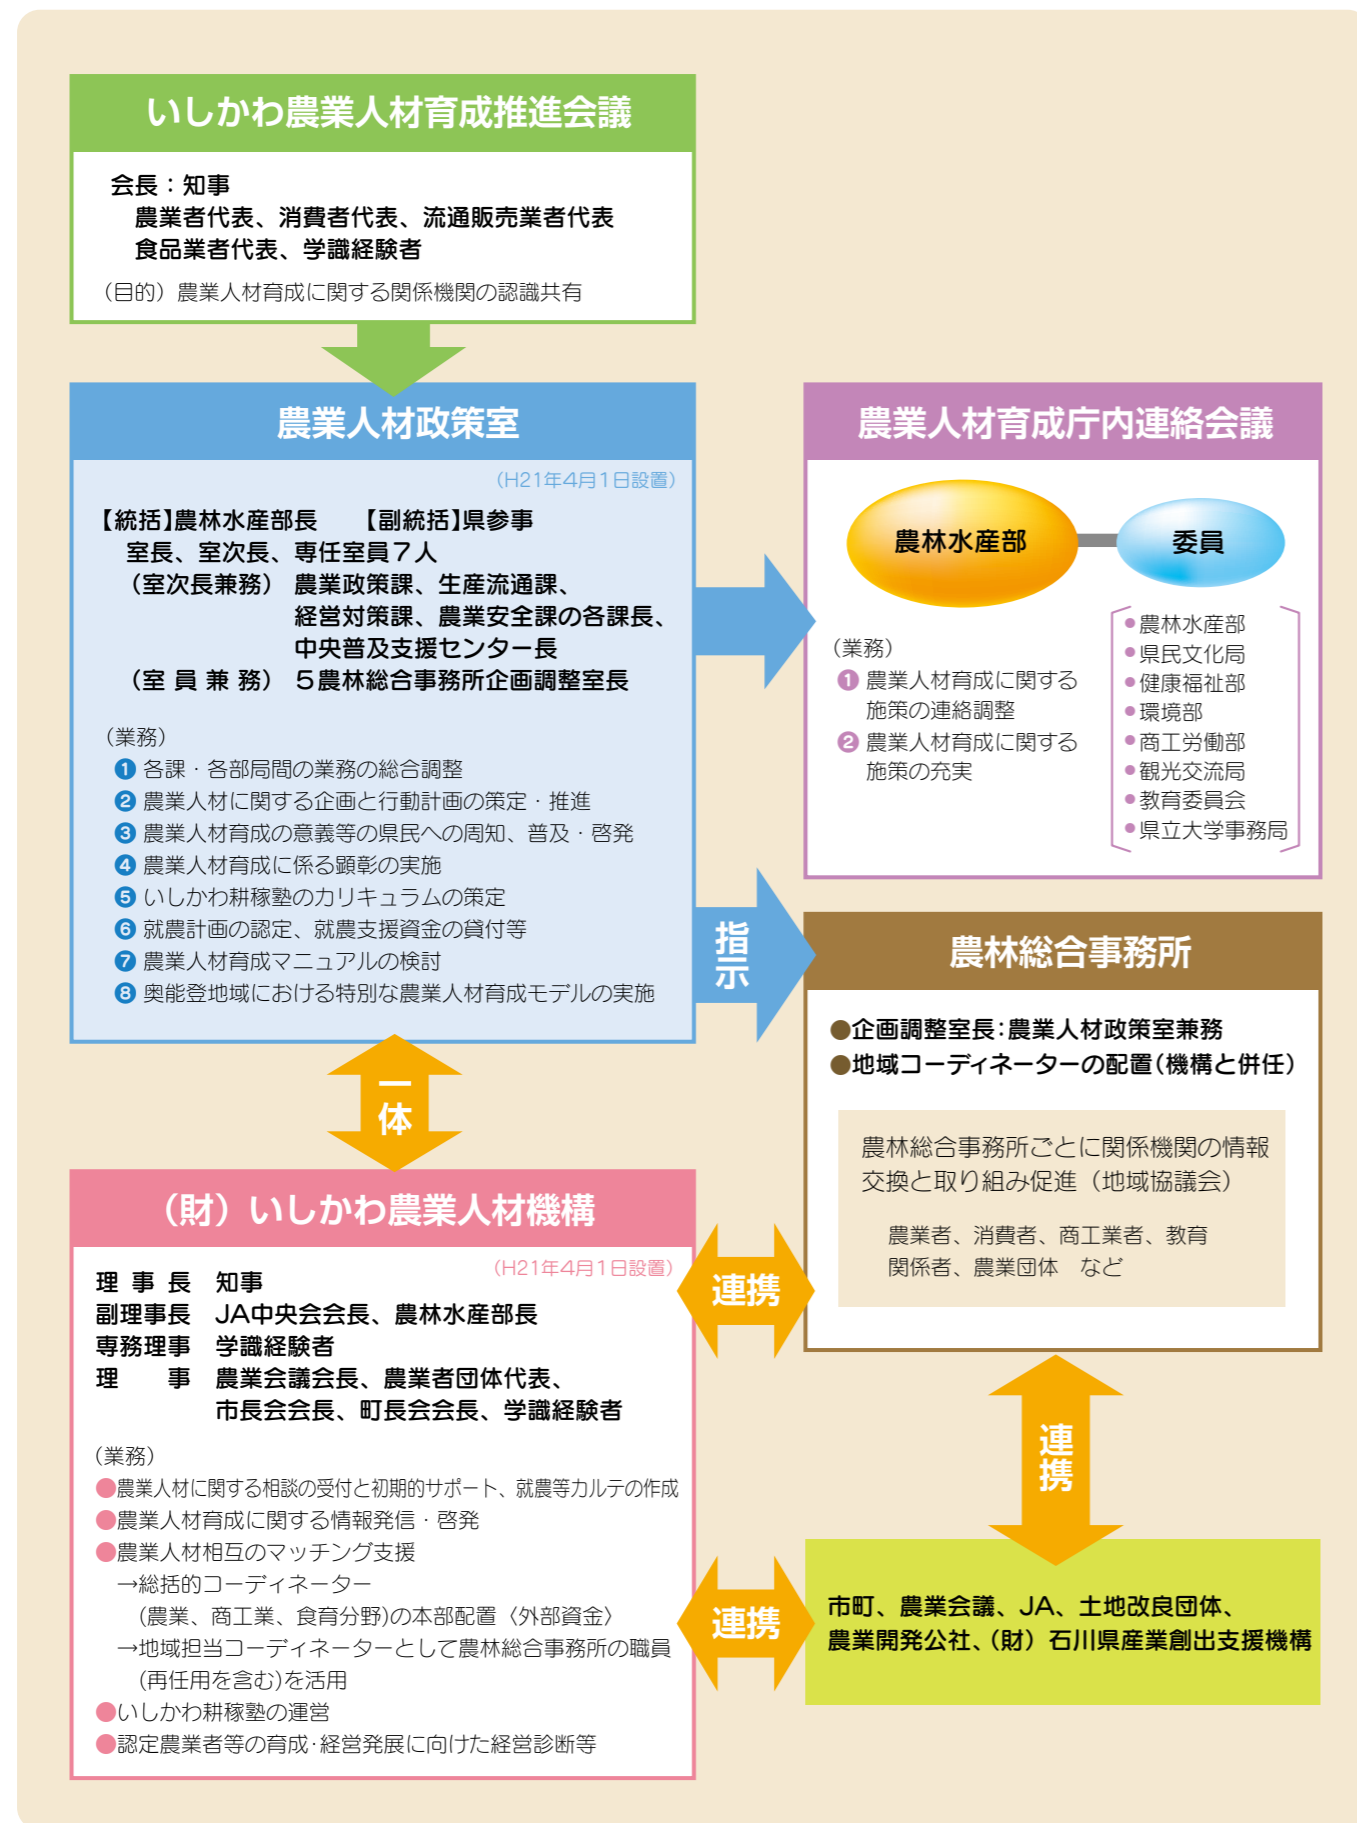 いしかわ農業人材育成推進会議
会長：知事
農業者代表、消費者代表、流通販売業者代表
食品業者代表、学識経験者
（目的）農業人材育成に関する関係機関の認識共有
農業人材政策室
（H21年4月1日設置）
【統括】農林水産部長　【副統括】県参事
室長、室次長、専任室員７人
（室次長兼務）農業政策課、生産流通課、
経営対策課、農業安全課の各課長、
中央普及支援センター長
（室員兼務）５農林総合事務所企画調整室長
（業務）
❶ 各課・各部局間の業務の総合調整
❷ 農業人材に関する企画と行動計画の策定・推進
❸ 農業人材育成の意義等の県民への周知、普及・啓発
❹ 農業人材育成に係る顕彰の実施
❺ いしかわ耕稼塾のカリキュラムの策定
❻ 就農計画の認定、就農支援資金の貸付等
❼ 農業人材育成マニュアルの検討
❽ 奥能登地域における特別な農業人材育成モデルの実施
農業人材育成庁内連絡会議
農林水産部
委員
（業務）
❶ 農業人材育成に関する
施策の連絡調整
❷ 農業人材育成に関する
施策の充実
●農林水産部
●県民文化局
●健康福祉部
●環境部
●商工労働部
●観光交流局
●教育委員会
●県立大学事務局
指示
農林総合事務所
●企画調整室長：農業人材政策室兼務
●地域コーディネーターの配置（機構と併任）
農林総合事務所ごとに関係機関の情報
交換と取り組み促進（地域協議会）
農業者、消費者、商工業者、教育
関係者、農業団体　など
一体
（財）いしかわ農業人材機構
（H21年4月1日設置）
理事長　知事
副理事長　JA中央会会長、農林水産部長
専務理事　学識経験者
理　　事　農業会議会長、農業者団体代表、
市長会会長、町長会会長、学識経験者
（業務）
●農業人材に関する相談の受付と初期的サポート、就農等カルテの作成
●農業人材育成に関する情報発信・啓発
●農業人材相互のマッチング支援
→総括的コーディネーター
(農業、商工業、食育分野)の本部配置〈外部資金〉
→地域担当コーディネーターとして農林総合事務所の職員
(再任用を含む)を活用
●いしかわ耕稼塾の運営
●認定農業者等の育成・経営発展に向けた経営診断等
連携
連携
連携
市町、農業会議、JA、土地改良団体、
農業開発公社、（財）石川県産業創出支援機構